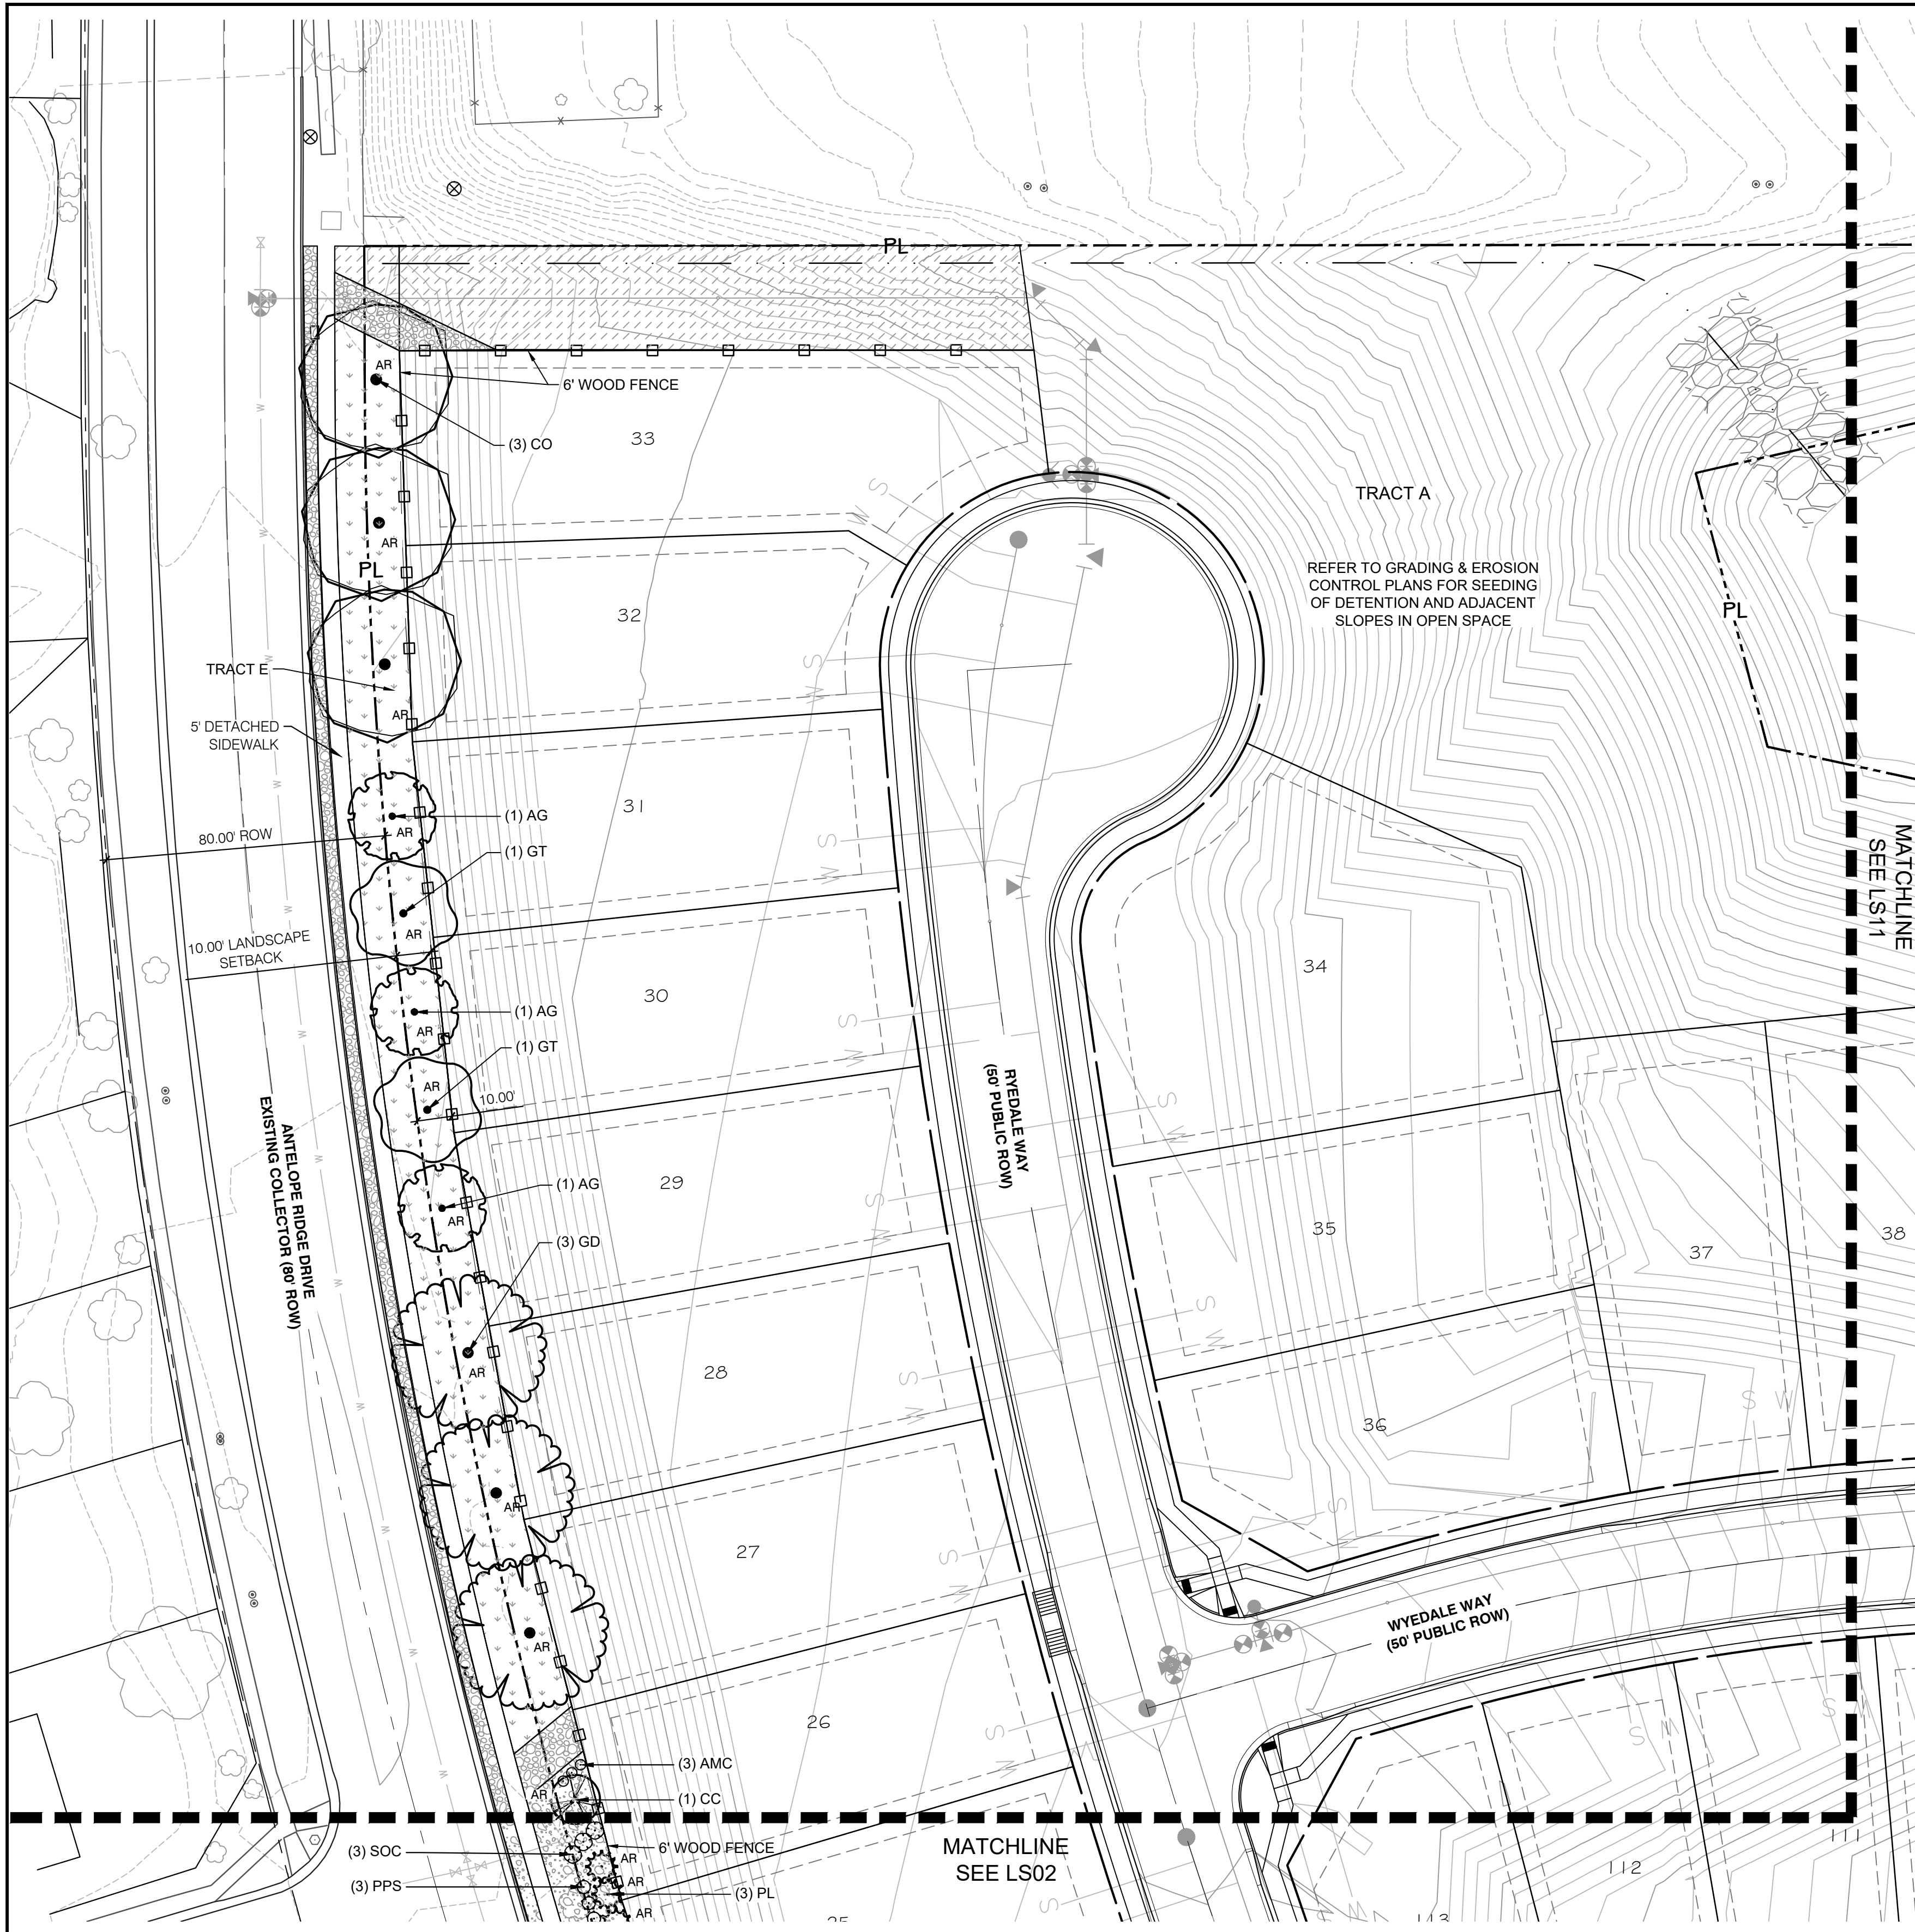 PL
6' WOOD FENCE
AR
(3) CO
33
TRACT A
AR
PL
REFER TO GRADING & EROSION
CONTROL PLANS FOR SEEDING
OF DETENTION AND ADJACENT
SLOPES IN OPEN SPACE
PL
32
TRACT E
AR
5' DETACHED
SIDEWALK
31
(1) AG
AR
80.00' ROW
(1) GT
MATCHLINE
SEE LS11
AR
10.00' LANDSCAPE
SETBACK
34
30
(1) AG
AR
(1) GT
AR
10.00'
RYEDALE WAY
(50' PUBLIC ROW)
ANTELOPE RIDGE DRIVE
EXISTING COLLECTOR (80' ROW)
29
(1) AG
AR
35
38
37
(3) GD
28
AR
36
AR
27
WYEDALE WAY
(50' PUBLIC ROW)
AR
26
(3) AMC
AR
(1) CC
MATCHLINE
SEE LS02
111
(3) SOC
6' WOOD FENCE
AR
112
(3) PPS
AR
(3) PL
AR
113
S
W
S
W
S
W
S
W
S
W
S
W
S
W
S
W
S
W
S
W
S
W
S
W
S
W
S
W